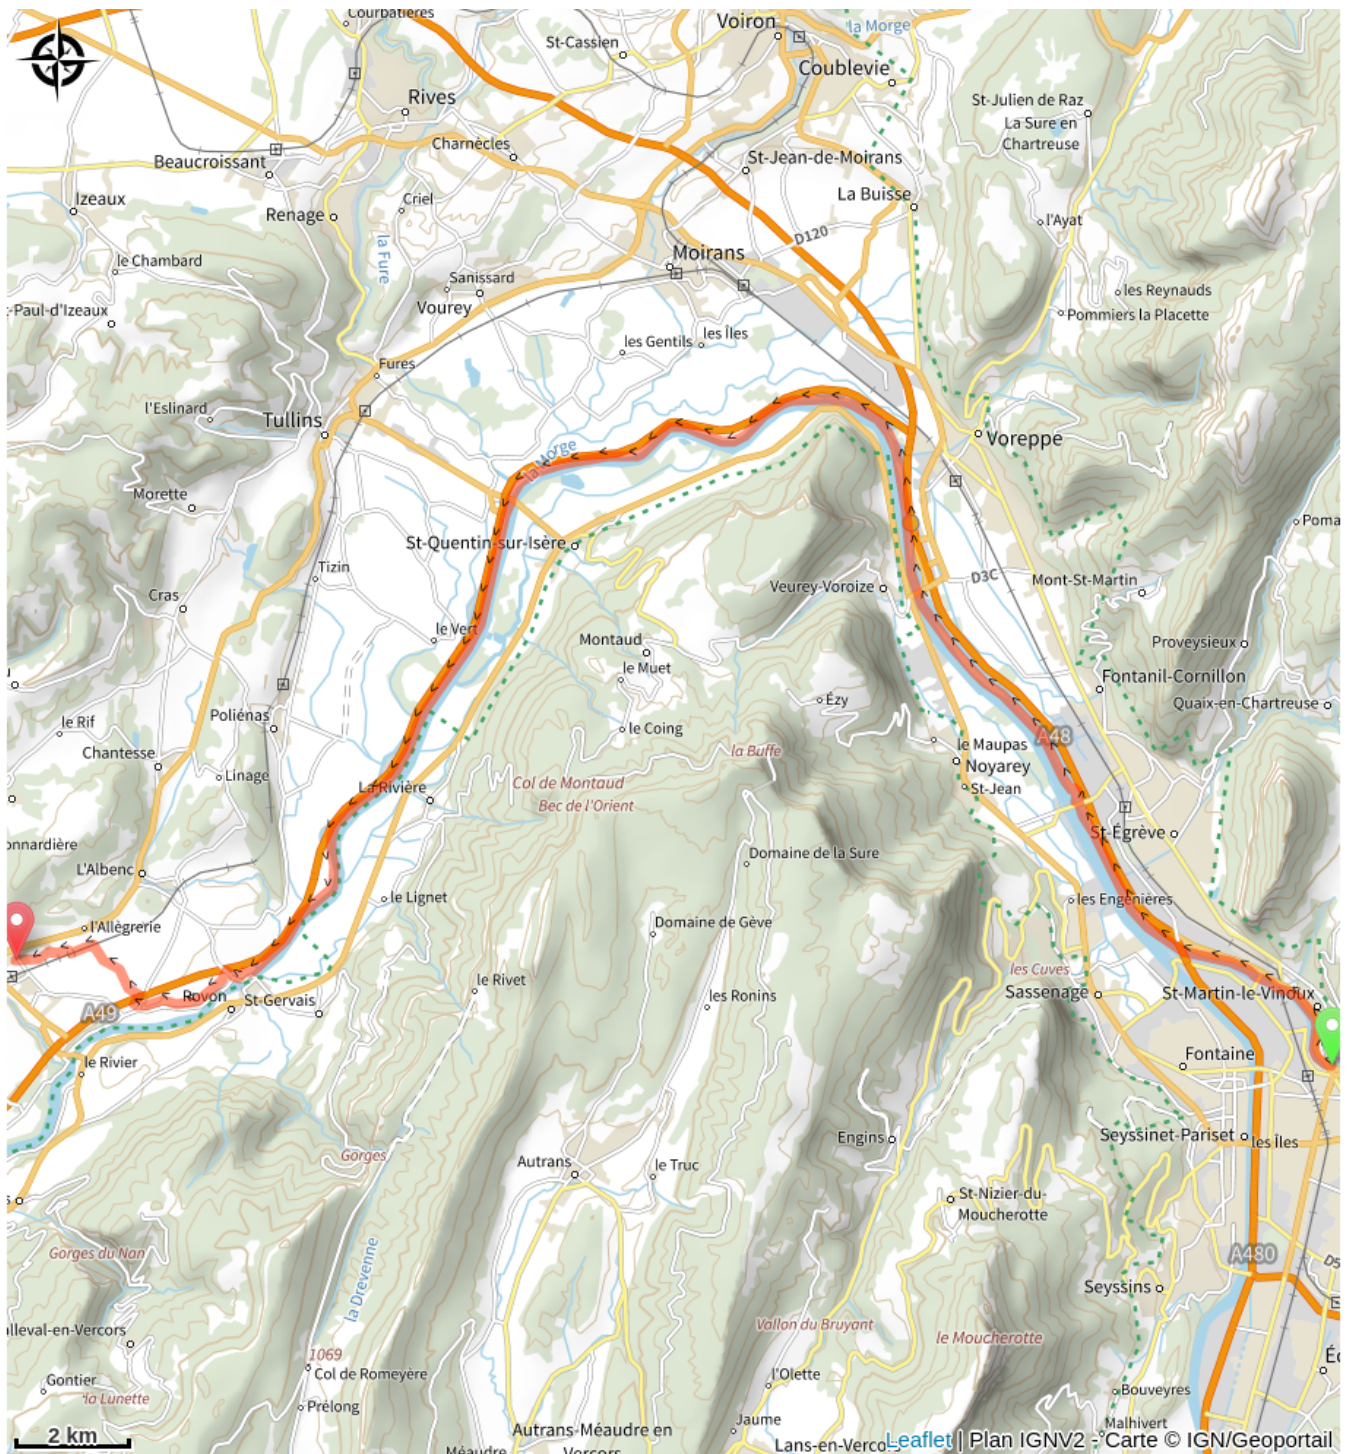 Courbatières
Voiron
la Morge
St-Cassien
Coublevie
Rives
St-Julien de Raz
La Sure en
Chartreuse
Charnècles
Beaucroissant
St-Jean-de-Moirans
Izeaux
Criel
La Buisse
Renage
l'Ayat
D120
la Fure
Moirans
le Chambard
Sanissard
les Reynauds
Vourey
-Paul-d'Izeaux
Pommiers la Placette
les Gentils
les Îles
Fures
l'Eslinard
Tullins
Voreppe
la Morge
Morette
Poma
St-Quentin-sur-Isère
Tizin
D3C
Mont-St-Martin
Veurey-Voroize
Cras
le Vert
Montaud
Proveysieux
le Muet
Fontanil-Cornillon
Ézy
Quaix-en-Chartreuse
Poliénas
le Rif
le Coing
A48
Chantesse
la Buffe
le Maupas
Noyarey
Linage
La Rivière
Col de Montaud
St-Jean
Bec de l'Orient
St-Égrève
onnardière
Domaine de la Sure
L'Albenc
le Lignet
les Engenières
l'Allègrerie
Domaine de Gève
les Cuves
le Rivet
Sassenage
St-Martin-le-Vinoux
Rovon
St-Gervais
les Ronins
A49
Fontaine
le Rivier
Engins
Seyssinet-Pariset
les Îles
Gorges
Autrans
le Truc
St-Nizier-du-
Moucherotte
s
Gorges du Nan
A480
D5
la Drevenne
Seyssins
lleval-en-Vercors
Vallon du Bruyant
le Moucherotte
1069
Col de Romeyère
l'Olette
Gontier
la Lunette
Bouveyres
Prélong
Jaume
Malhivert
Autrans-Méaudre en
Vercors
Méaudre
Lans-en-Verco
2 km
Leaflet | Plan IGNV2 - Carte © IGN/Geoportail